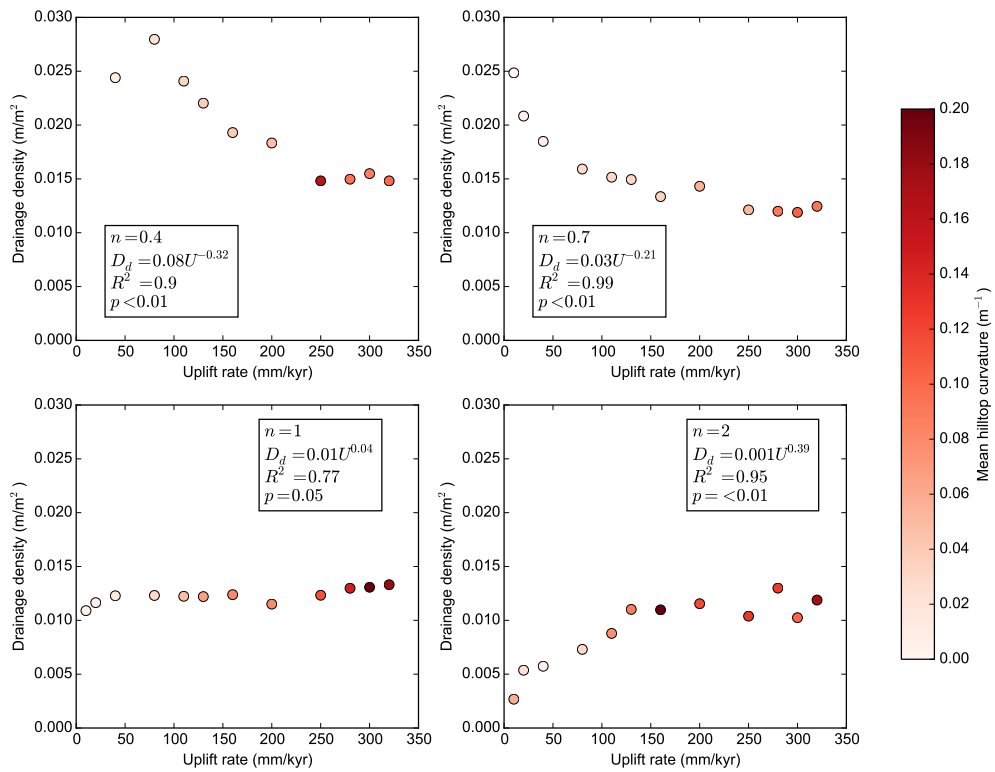 0.030
0.025
0.020
0.015
0.010
0.005
0.000
Drainage density (m/m²)
n=0.4
D_d=0.08U^{-0.32}
R²=0.9
p<0.01
0 50 100 150 200 250 300 350
Uplift rate (mm/kyr)
0.030
0.025
0.020
0.015
0.010
0.005
0.000
Drainage density (m/m²)
n=0.7
D_d=0.03U^{-0.21}
R²=0.99
p<0.01
0 50 100 150 200 250 300 350
Uplift rate (mm/kyr)
0.030
0.025
0.020
0.015
0.010
0.005
0.000
Drainage density (m/m²)
n=1
D_d=0.01U^{0.04}
R²=0.77
p=0.05
0 50 100 150 200 250 300 350
Uplift rate (mm/kyr)
0.030
0.025
0.020
0.015
0.010
0.005
0.000
Drainage density (m/m²)
n=2
D_d=0.001U^{0.39}
R²=0.95
p=<0.01
0 50 100 150 200 250 300 350
Uplift rate (mm/kyr)
0.20
0.18
0.16
0.14
0.12
0.10
0.08
0.06
0.04
0.02
0.00
Mean hilltop curvature (m⁻¹)